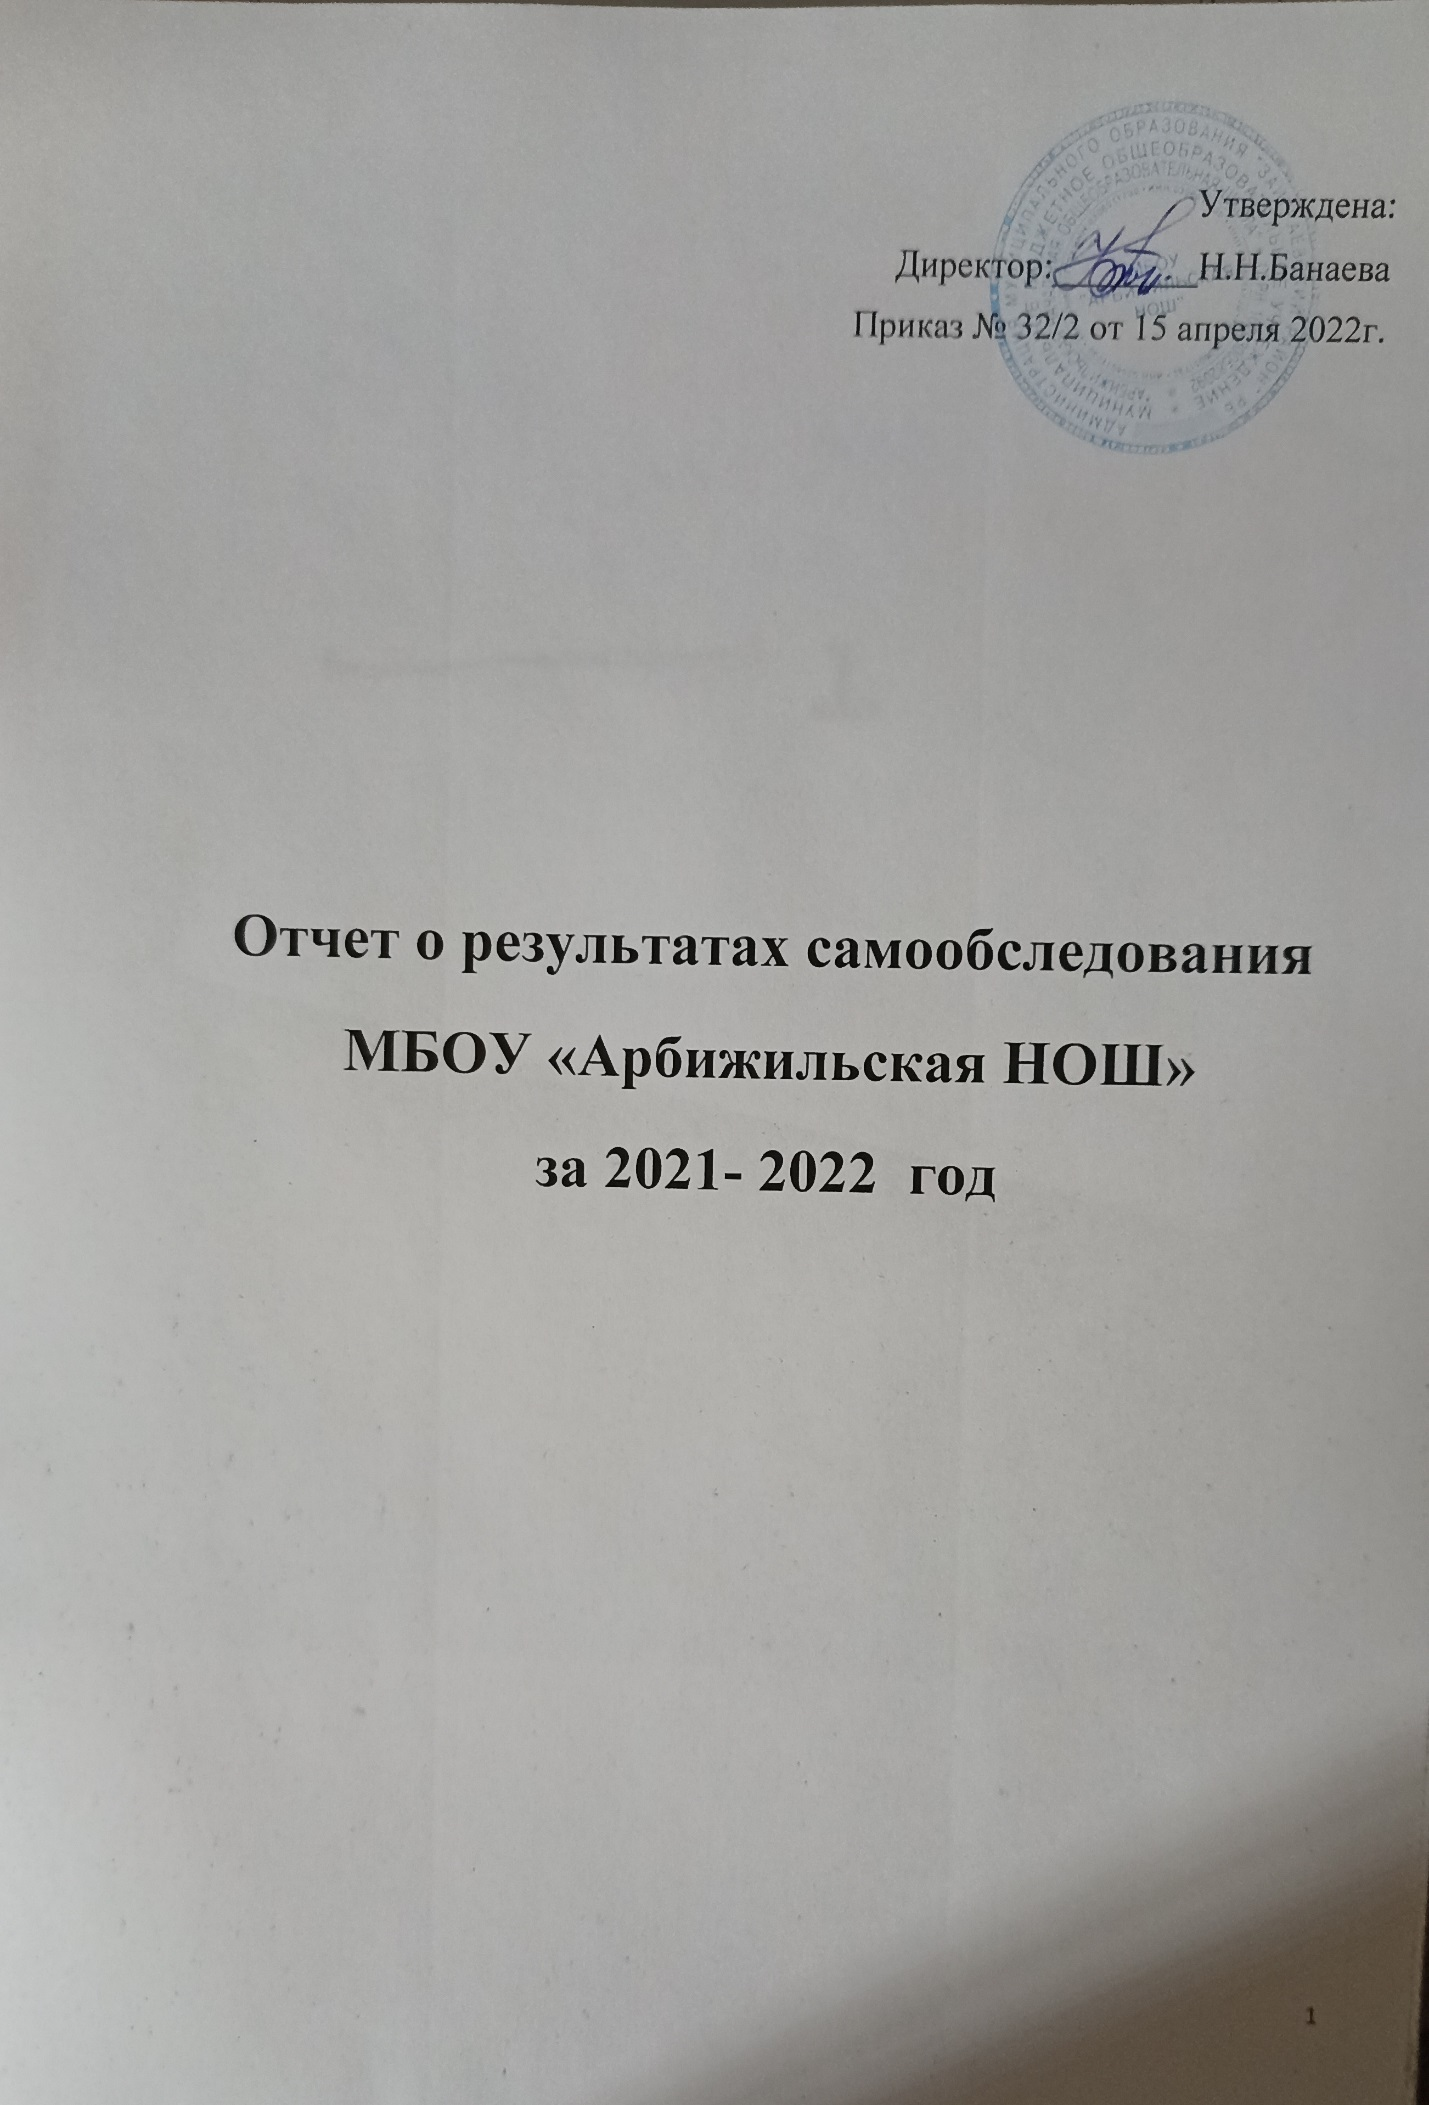 Утверждена:
Директор: Н.Н.Банаева
Приказ № 32/2 от 15 апреля 2022г.
Отчет о результатах самообследования
МБОУ «Арбижильская НОШ»
за 2021- 2022 год
1